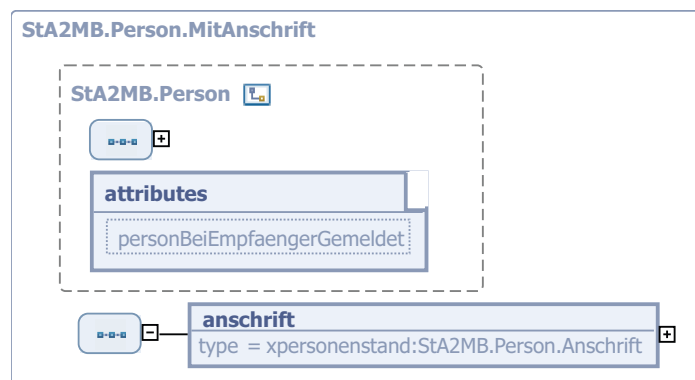 StA2MB.Person.MitAnschrift
StA2MB.Person
attributes
personBeiEmpfaengerGemeldet
anschrift
type = xpersonenstand:StA2MB.Person.Anschrift